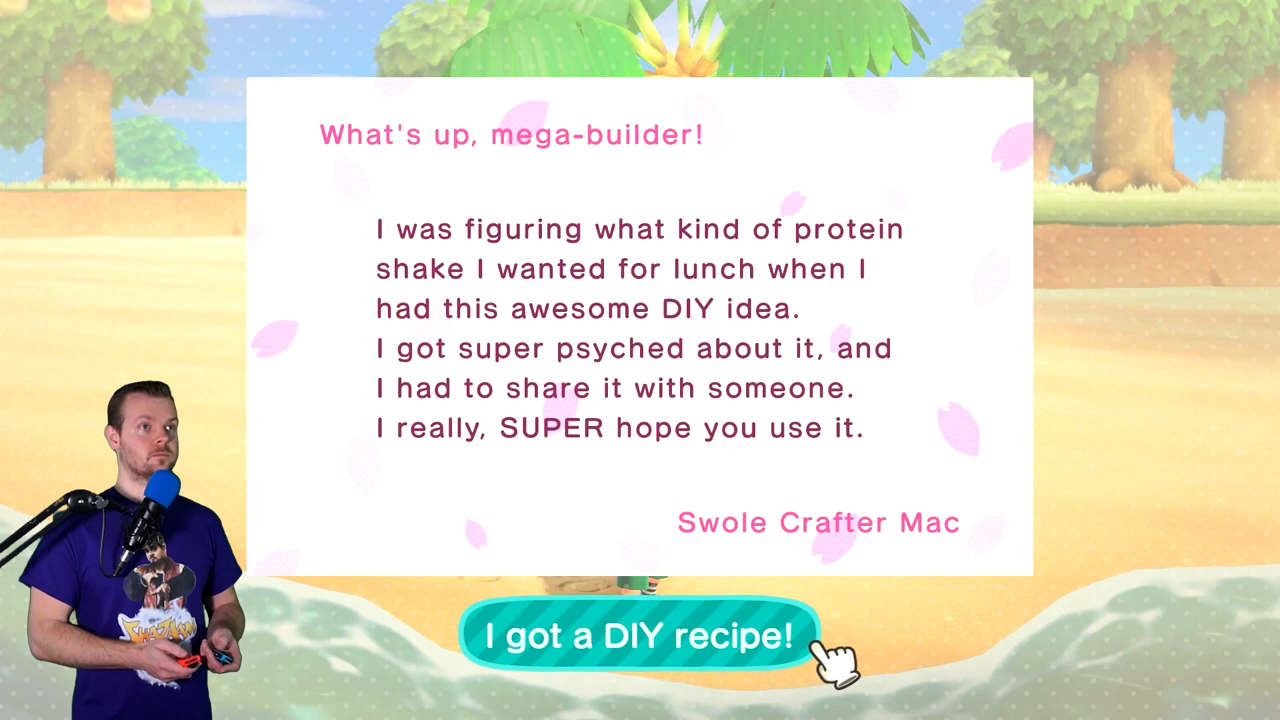 What's up, mega-builder!
I was figuring what kind of protein
shake I wanted for lunch when I
had this awesome DIY idea.
I got super psyched about it, and
I had to share it with someone.
I really, SUPER hope you use it.
Swole Crafter Mac
I got a DIY recipe!